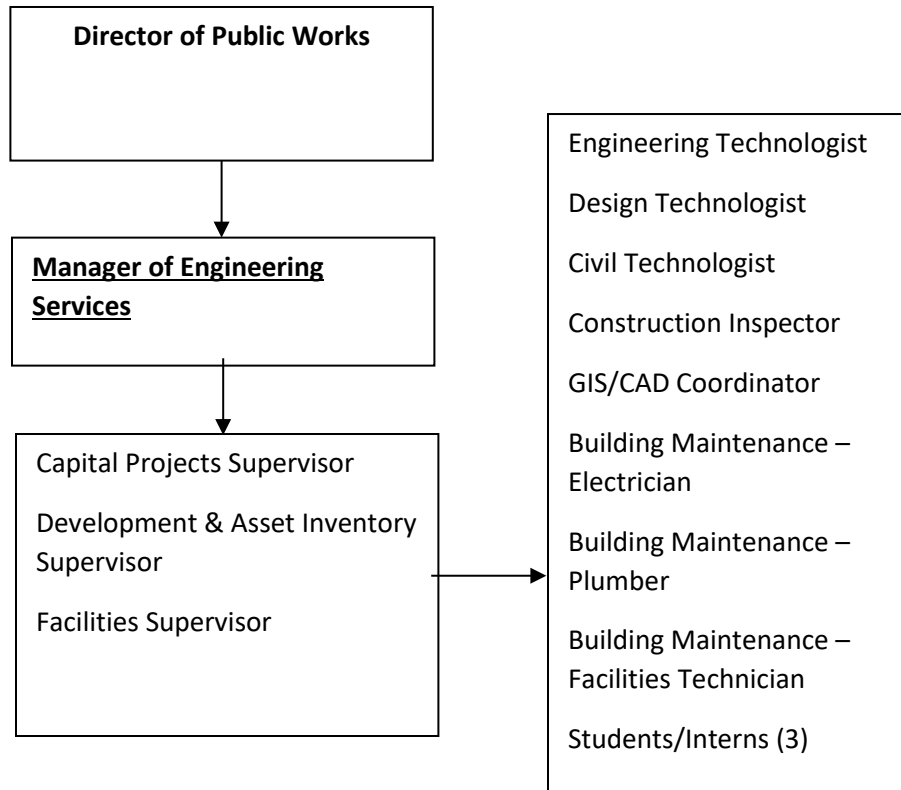 Director of Public Works
Manager of Engineering
Services
Capital Projects Supervisor
Development & Asset Inventory
Supervisor
Facilities Supervisor
Engineering Technologist
Design Technologist
Civil Technologist
Construction Inspector
GIS/CAD Coordinator
Building Maintenance –
Electrician
Building Maintenance –
Plumber
Building Maintenance –
Facilities Technician
Students/Interns (3)